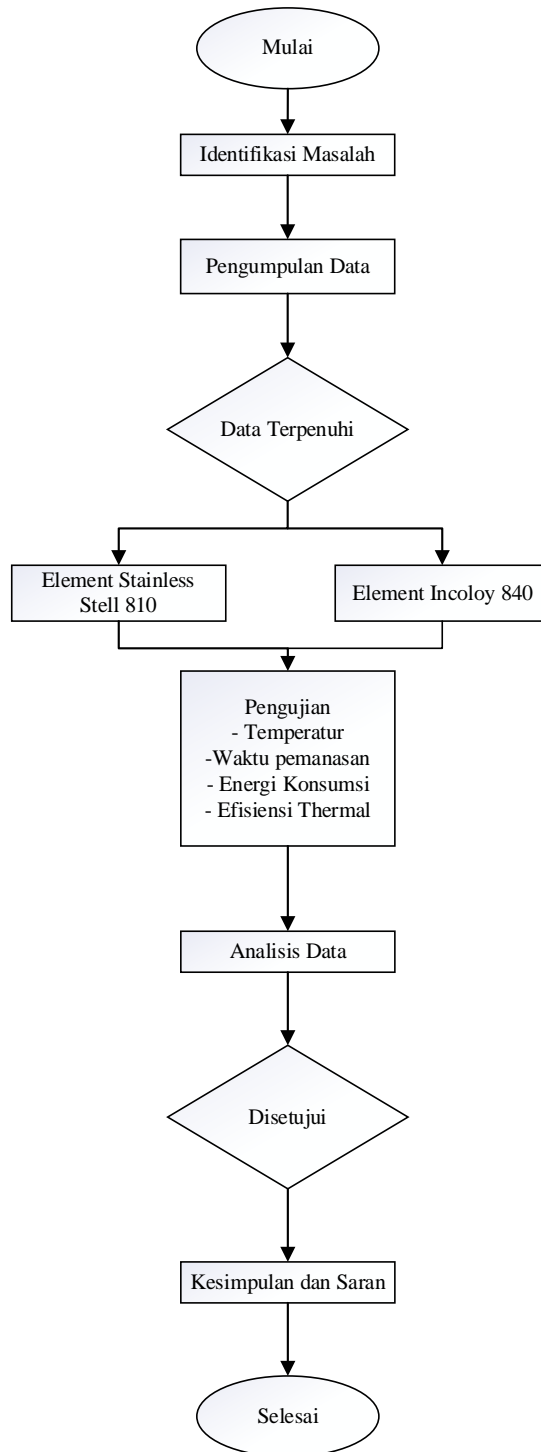 Mulai
Identifikasi Masalah
Pengumpulan Data
Data Terpenuhi
Element Stainless
Stell 810
Element Incoloy 840
Pengujian
- Temperatur
-Waktu pemanasan
- Energi Konsumsi
- Efisiensi Thermal
Analisis Data
Disetujui
Kesimpulan dan Saran
Selesai